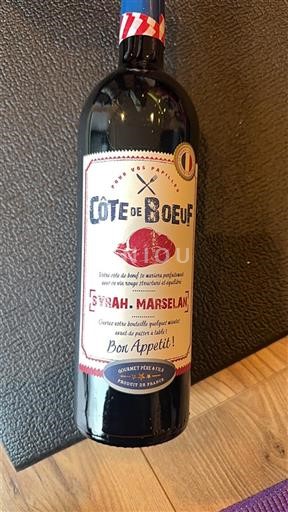 POUR VOS PAPILLES
CÔTE DE BOEUF
Votre côte de boeuf se mariera parfaitement
avec ce vin rouge structuré et équilibré
SYRAH • MARSELAN
Ouvrez votre bouteille quelques minutes
avant de passer à table !
Bon Appetit !
GOURMET PÈRE & FILS
PRODUIT DE FRANCE